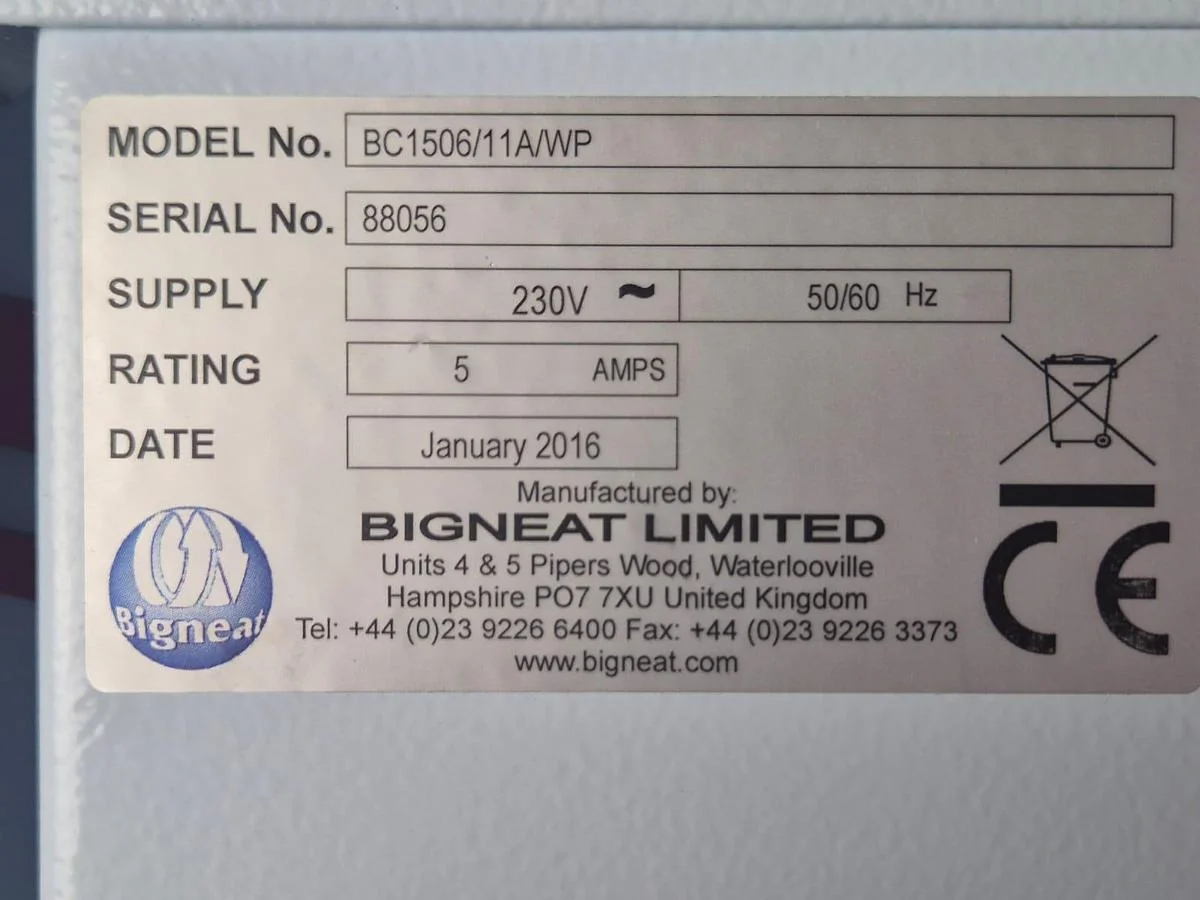 MODEL No. BC1506/11A/WP
SERIAL No. 88056
SUPPLY 230V ~ 50/60 Hz
RATING 5 AMPS
DATE January 2016
Manufactured by:
BIGNEAT LIMITED
Units 4 & 5 Pipers Wood, Waterlooville
Hampshire PO7 7XU United Kingdom
Tel: +44 (0)23 9226 6400 Fax: +44 (0)23 9226 3373
www.bigneat.com
Bigneat
CE